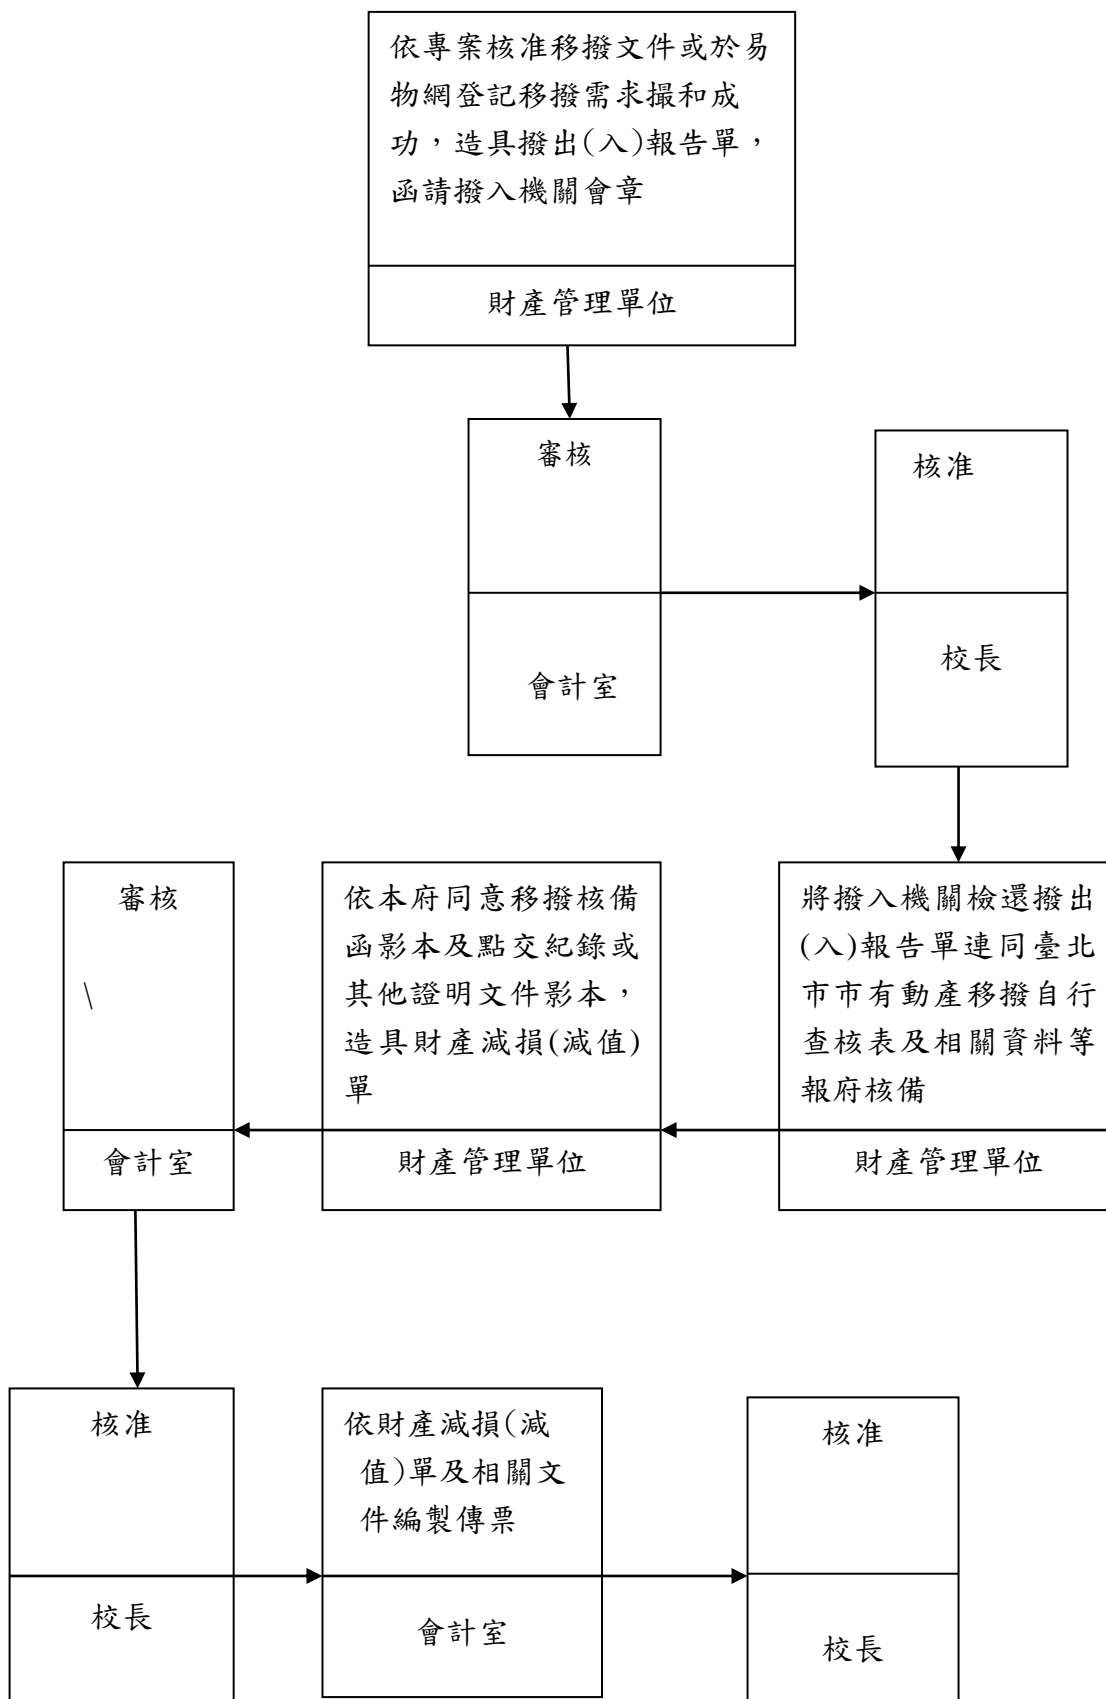 依專案核准移撥文件或於易
物網登記移撥需求撮和成
功，造具撥出(入)報告單，
函請撥入機關會章
財產管理單位
審核
會計室
核准
校長
將撥入機關檢還撥出
(入)報告單連同臺北
市市有動產移撥自行
查核表及相關資料等
報府核備
財產管理單位
依本府同意移撥核備
函影本及點交紀錄或
其他證明文件影本，
造具財產減損(減值)
單
財產管理單位
審核
\
會計室
核准
校長
依財產減損(減
值)單及相關文
件編製傳票
會計室
核准
校長